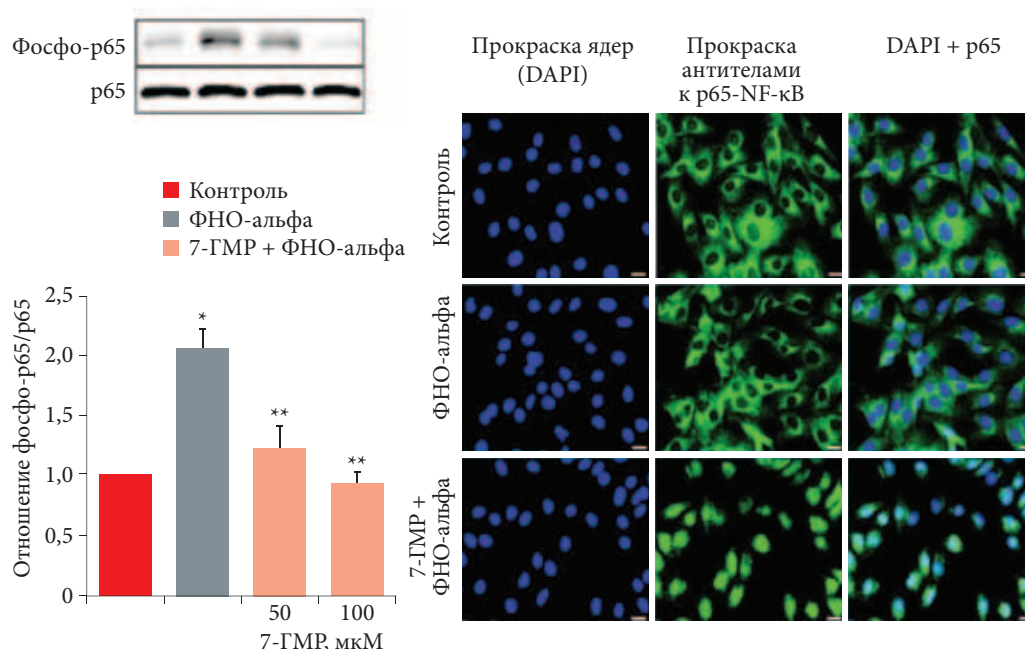 Фосфо-p65
p65
Контроль
ФНО-альфа
7-ГМР + ФНО-альфа
Отношение фосфо-p65/p65
2,5
2,0
1,5
1,0
0,5
0
*
**
**
50 100
7-ГМР, мкМ
Прокраска ядер
(DAPI)
Прокраска
антителами
к p65-NF-κB
DAPI + p65
Контроль
ФНО-альфа
7-ГМР +
ФНО-альфа